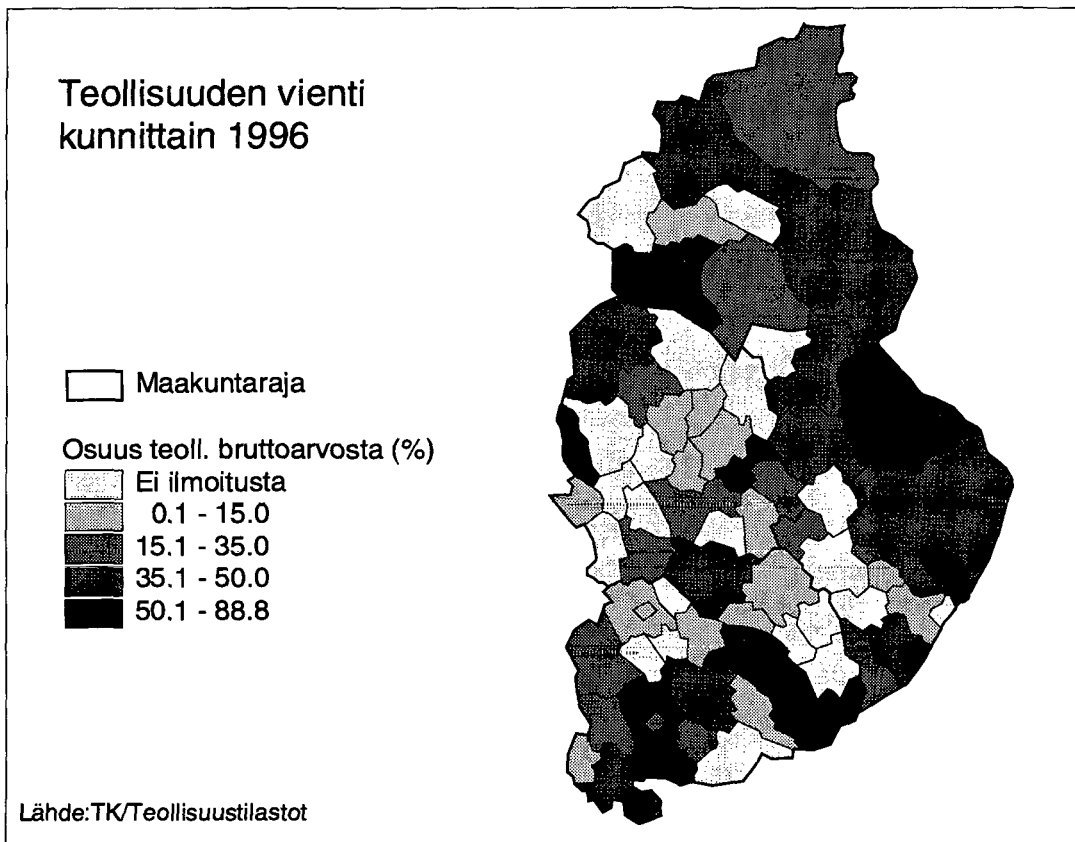 Teollisuuden vienti
kunnittain 1996
Maakuntaraja
Osuus teoll. bruttoarvosta (%)
Ei ilmoitusta
0.1 - 15.0
15.1 - 35.0
35.1 - 50.0
50.1 - 88.8
Lähde:TK/Teollisuustilastot